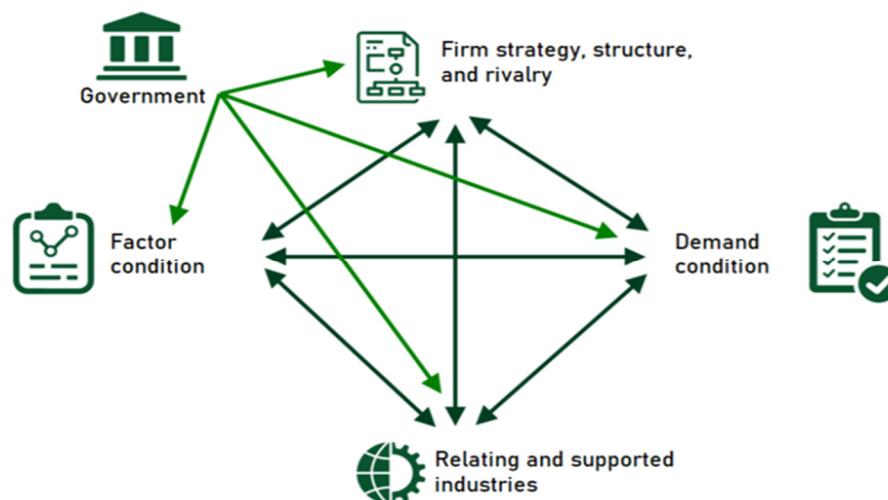 Firm strategy, structure,
and rivalry
Government
Factor
condition
Demand
condition
Relating and supported
industries